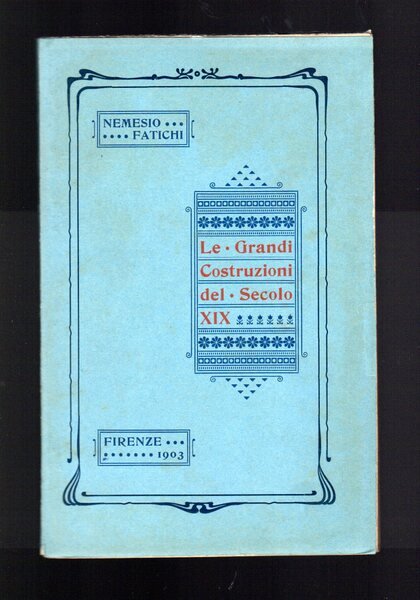 NEMESIO
FATICHI
Le · Grandi
Costruzioni
del · Secolo
XIX
FIRENZE
1903